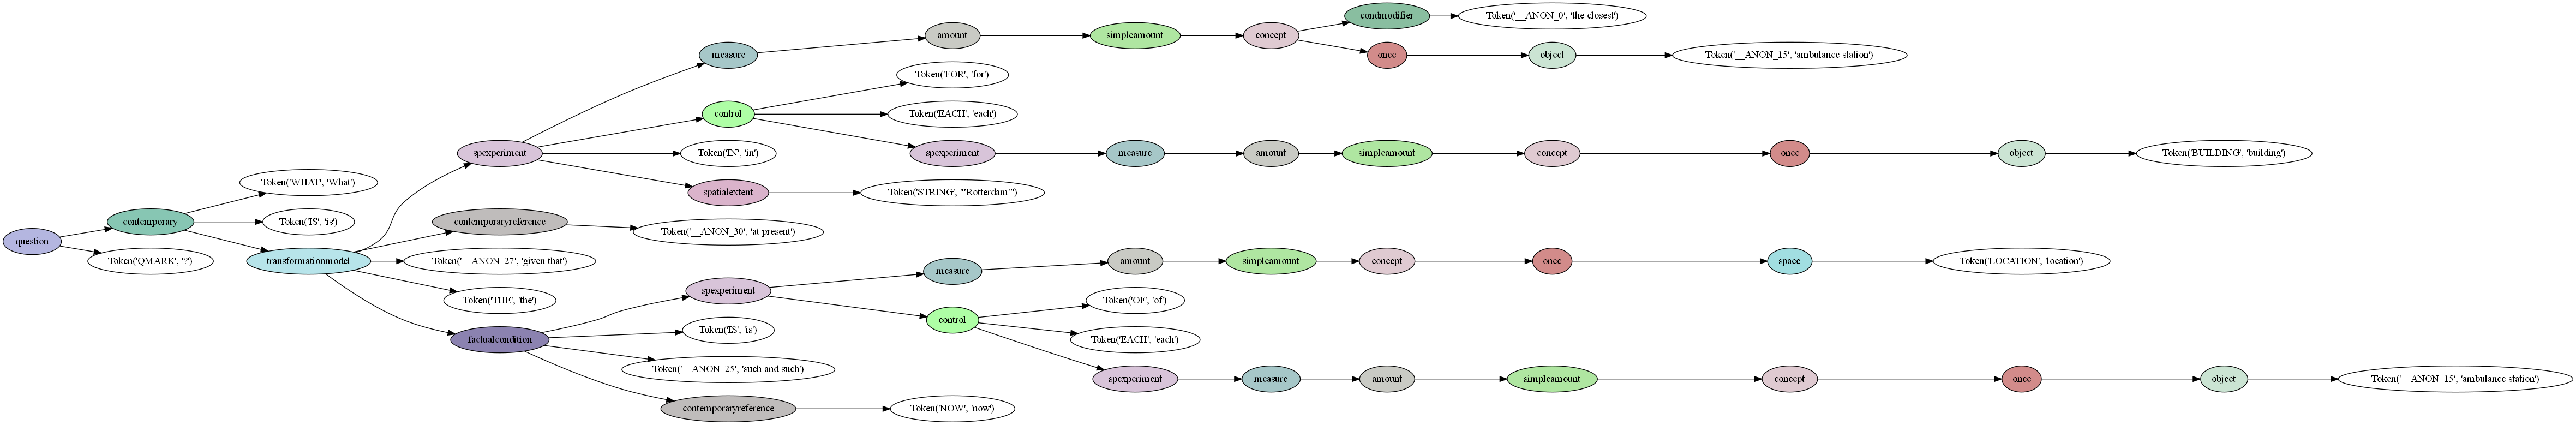 condmodifier
Token('__ANON_0', 'the closest')
measure
amount
simpleamount
concept
onec
object
Token('__ANON_15', 'ambulance station')
Token('FOR', 'for')
control
Token('EACH', 'each')
spexperiment
Token('IN', 'in')
spexperiment
measure
amount
simpleamount
concept
onec
object
Token('BUILDING', 'building')
Token('WHAT', 'What')
spatialextent
Token('STRING', "'Rotterdam'")
contemporary
Token('IS', 'is')
contemporaryreference
Token('__ANON_30', 'at present')
question
Token('QMARK', '?')
transformationmodel
Token('__ANON_27', 'given that')
measure
amount
simpleamount
concept
onec
space
Token('LOCATION', 'location')
Token('THE', 'the')
spexperiment
Token('OF', 'of')
control
factualcondition
Token('IS', 'is')
Token('EACH', 'each')
Token('__ANON_25', 'such and such')
spexperiment
measure
amount
simpleamount
concept
onec
object
Token('__ANON_15', 'ambulance station')
contemporaryreference
Token('NOW', 'now')